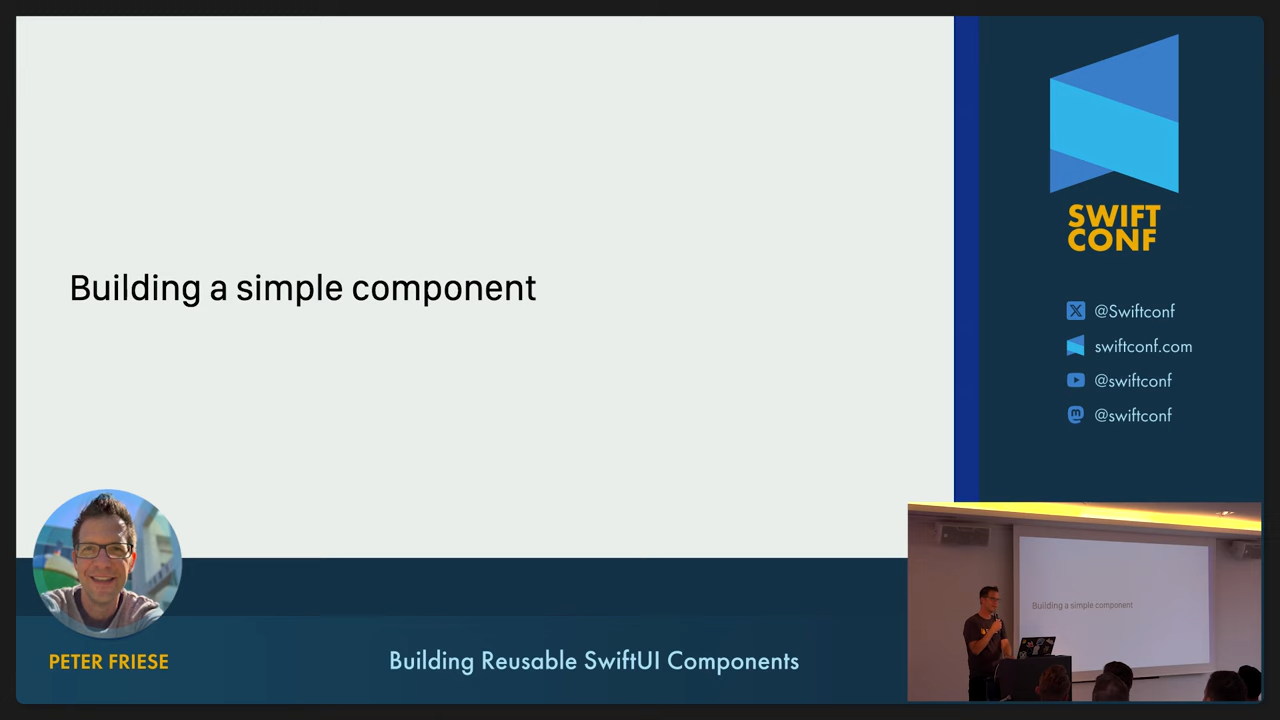 Building a simple component
SWIFT
CONF
@Swiftconf
swiftconf.com
@swiftconf
@swiftconf
Building a simple component
PETER FRIESE
Building Reusable SwiftUI Components